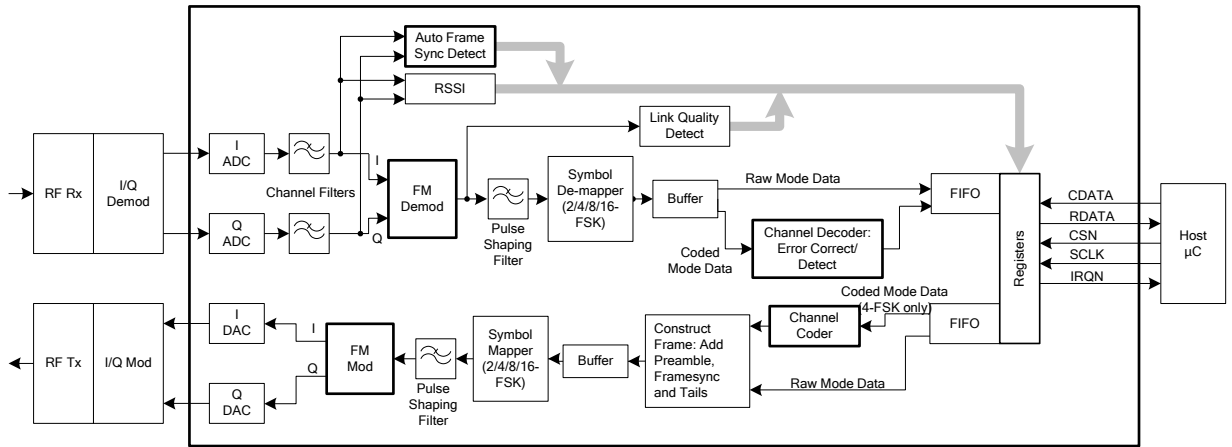 Auto Frame
Sync Detect
RSSI
Link Quality
Detect
RF Rx
I/Q
Demod
I
ADC
Channel Filters
Q
ADC
I
Q
FM
Demod
Pulse
Shaping
Filter
Symbol
De-mapper
(2/4/8/16-
FSK)
Buffer
Raw Mode Data
Coded
Mode Data
Channel Decoder:
Error Correct/
Detect
FIFO
Registers
CDATA
RDATA
CSN
SCLK
IRQN
Host
µC
RF Tx
I/Q Mod
I
DAC
Q
DAC
I
Q
FM
Mod
Pulse
Shaping
Filter
Symbol
Mapper
(2/4/8/16-
FSK)
Buffer
Construct
Frame: Add
Preamble,
Framesync
and Tails
Channel
Coder
Coded Mode Data
(4-FSK only)
Raw Mode Data
FIFO